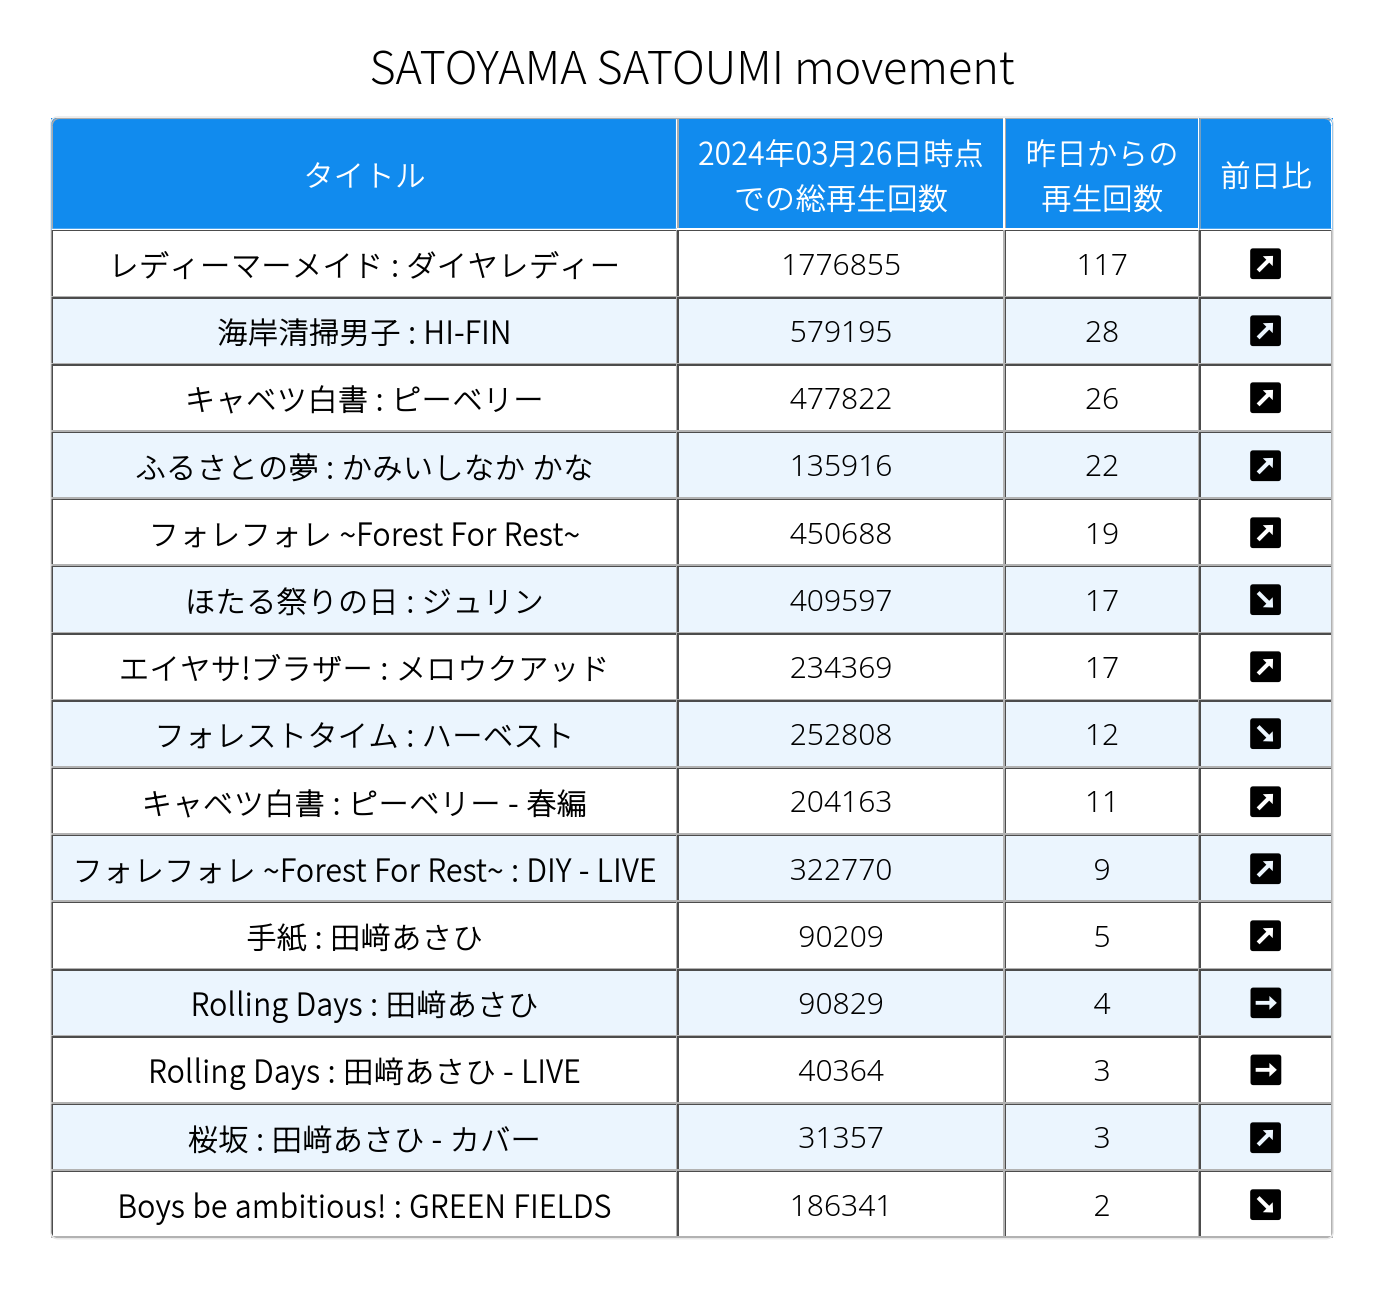 SATOYAMA SATOUMI movement
タイトル 2024年03月26日時点での総再生回数 昨日からの再生回数 前日比
レディーマーメイド : ダイヤレディー 1776855 117 ↗
海岸清掃男子 : HI-FIN 579195 28 ↗
キャベツ白書 : ピーベリー 477822 26 ↗
ふるさとの夢 : かみいしなか かな 135916 22 ↗
フォレフォレ ~Forest For Rest~ 450688 19 ↗
ほたる祭りの日 : ジュリン 409597 17 ↘
エイヤサ!ブラザー : メロウクアッド 234369 17 ↗
フォレストタイム : ハーベスト 252808 12 ↘
キャベツ白書 : ピーベリー - 春編 204163 11 ↗
フォレフォレ ~Forest For Rest~ : DIY - LIVE 322770 9 ↗
手紙 : 田﨑あさひ 90209 5 ↗
Rolling Days : 田﨑あさひ 90829 4 →
Rolling Days : 田﨑あさひ - LIVE 40364 3 →
桜坂 : 田﨑あさひ - カバー 31357 3 ↗
Boys be ambitious! : GREEN FIELDS 186341 2 ↘